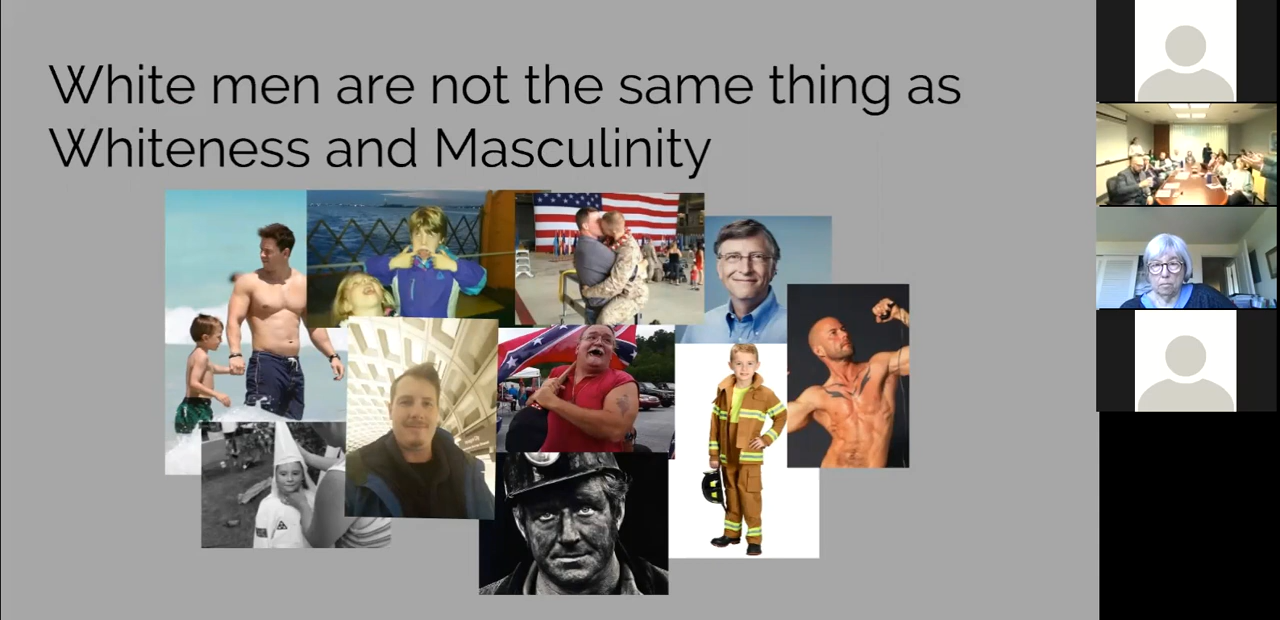 White men are not the same thing as
Whiteness and Masculinity